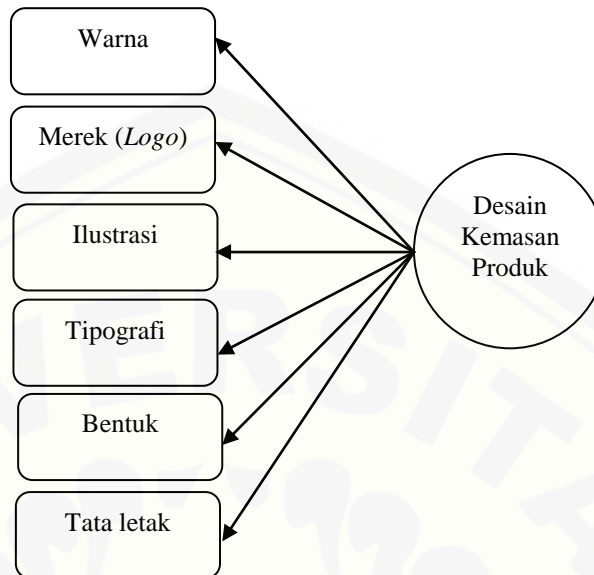 Warna
Merek (Logo)
Ilustrasi
Tipografi
Bentuk
Tata letak
Desain
Kemasan
Produk